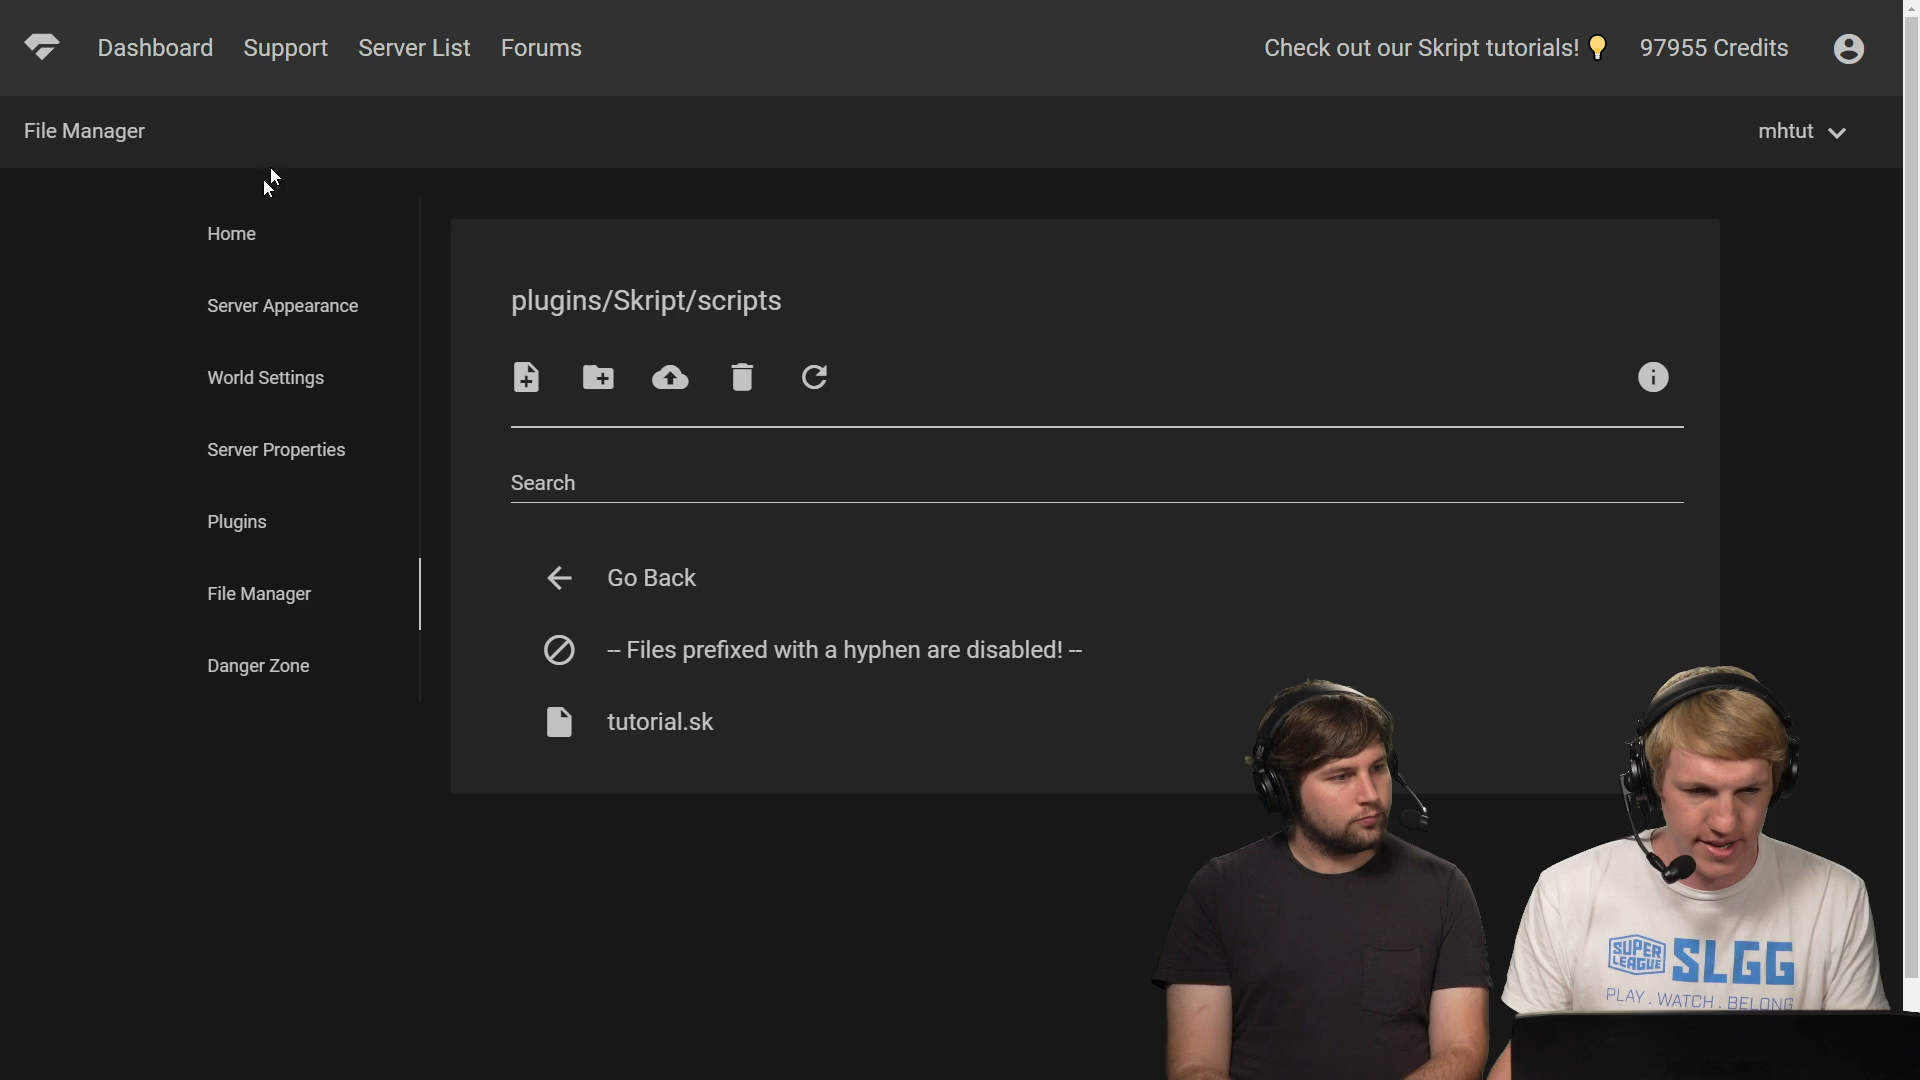 Dashboard Support Server List Forums Check out our Skript tutorials! 97955 Credits
File Manager mhtut
Home
Server Appearance
World Settings
Server Properties
Plugins
File Manager
Danger Zone
plugins/Skript/scripts
Search
Go Back
-- Files prefixed with a hyphen are disabled! --
tutorial.sk
SUPER LEAGUE SLGG
PLAY . WATCH . BELONG